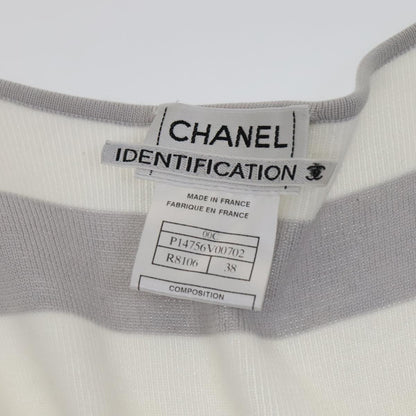 CHANEL
IDENTIFICATION
MADE IN FRANCE
FABRIQUE EN FRANCE
00C
P14756V00702
R8106 38
COMPOSITION